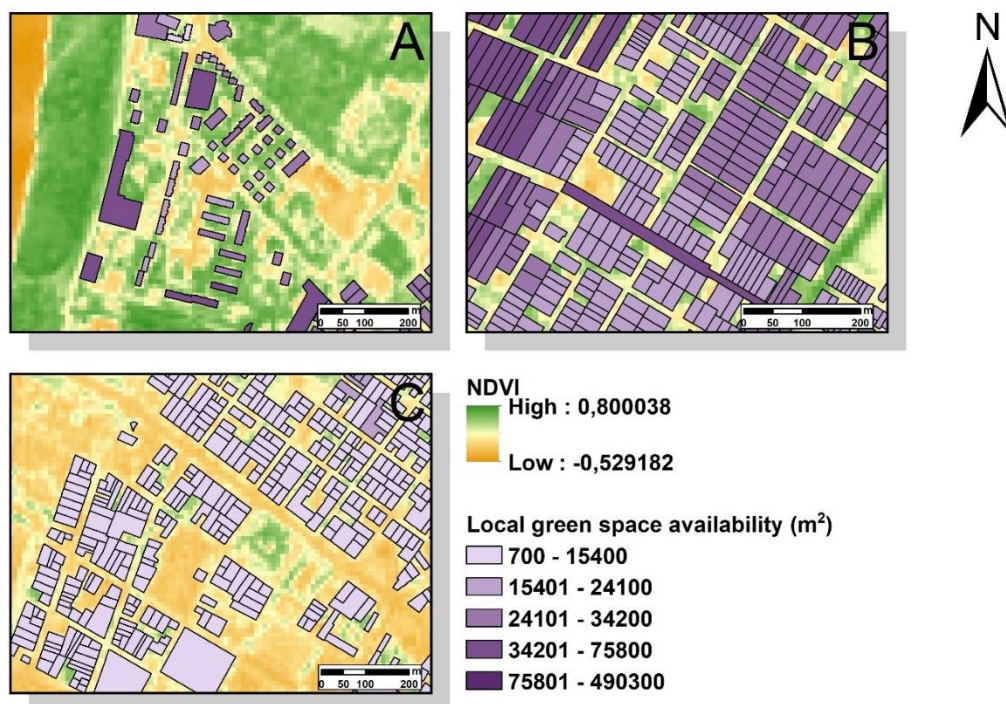 A
B
N
m
0 50 100 200
m
0 50 100 200
C
m
0 50 100 200
NDVI
High : 0,800038
Low : -0,529182
Local green space availability (m²)
700 - 15400
15401 - 24100
24101 - 34200
34201 - 75800
75801 - 490300